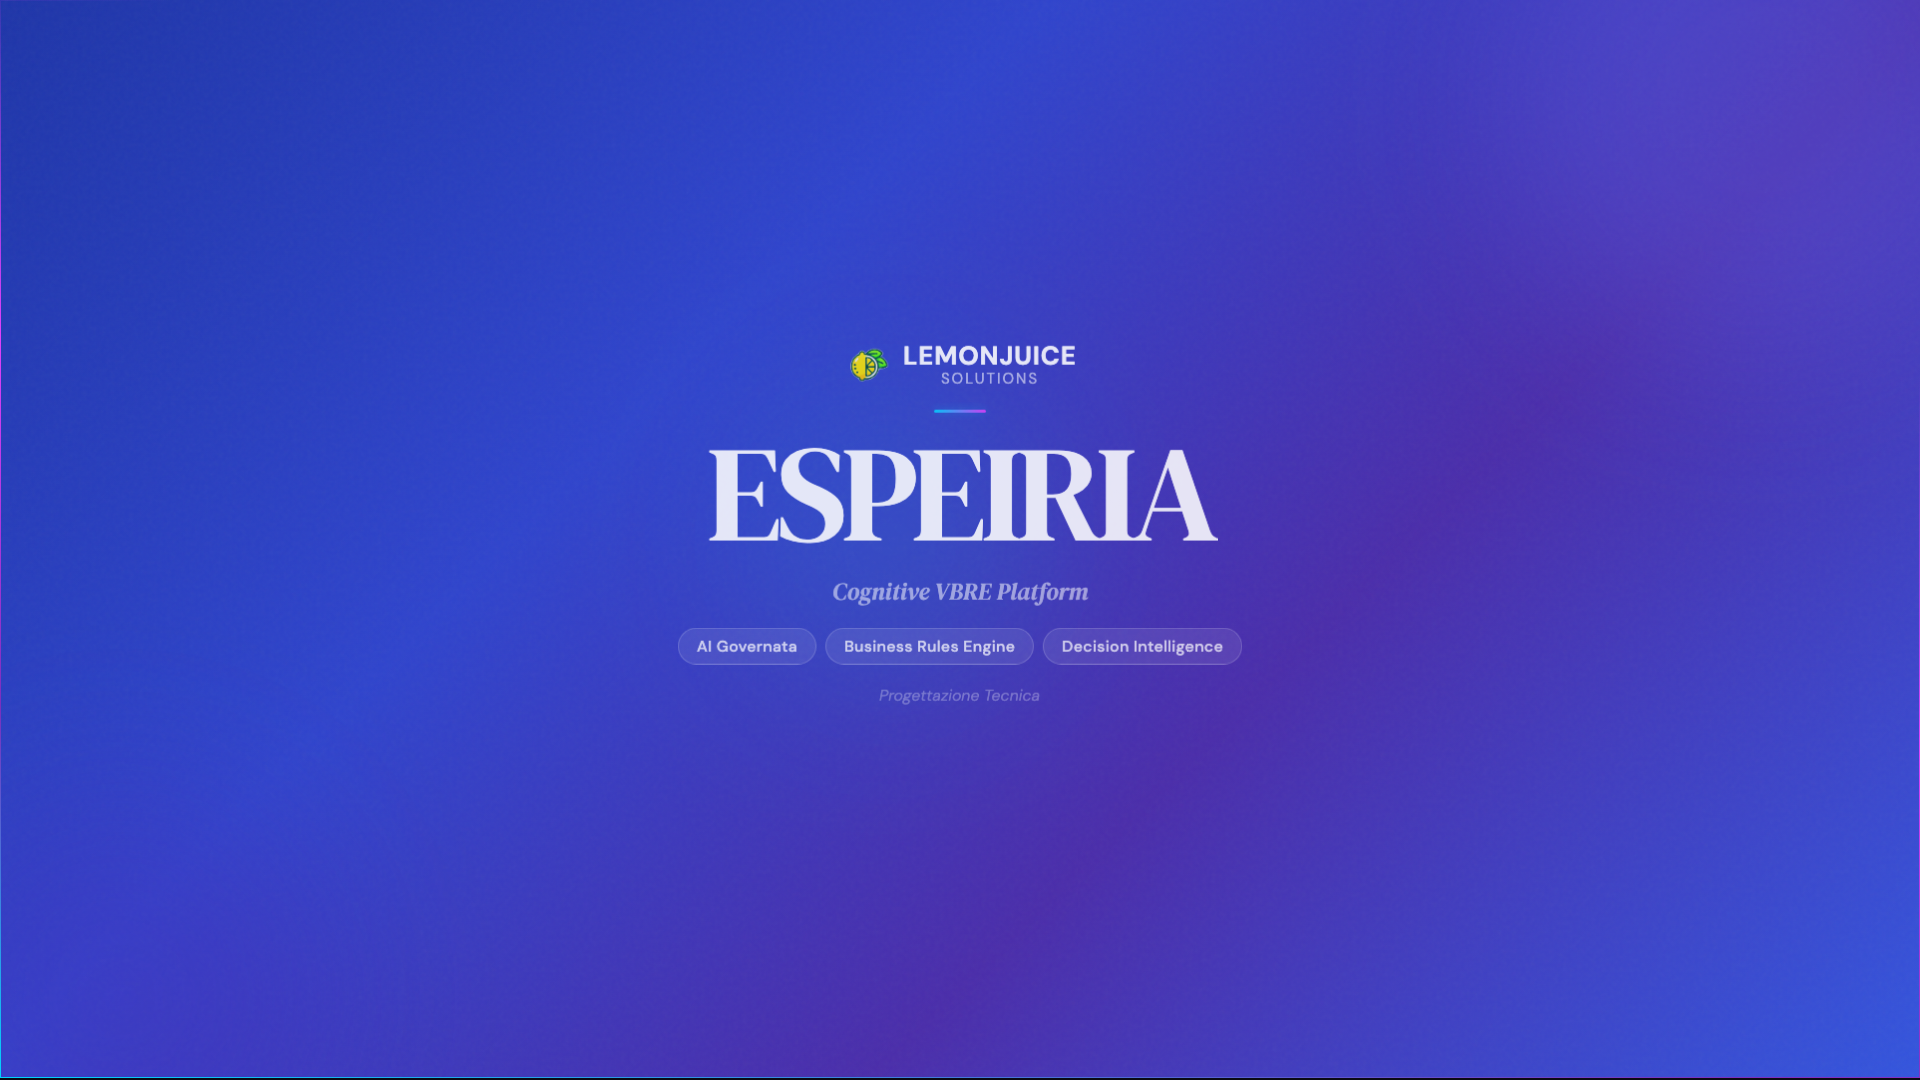 LEMONJUICE
SOLUTIONS
ESPEIRIA
Cognitive VBRE Platform
AI Governata
Business Rules Engine
Decision Intelligence
Progettazione Tecnica